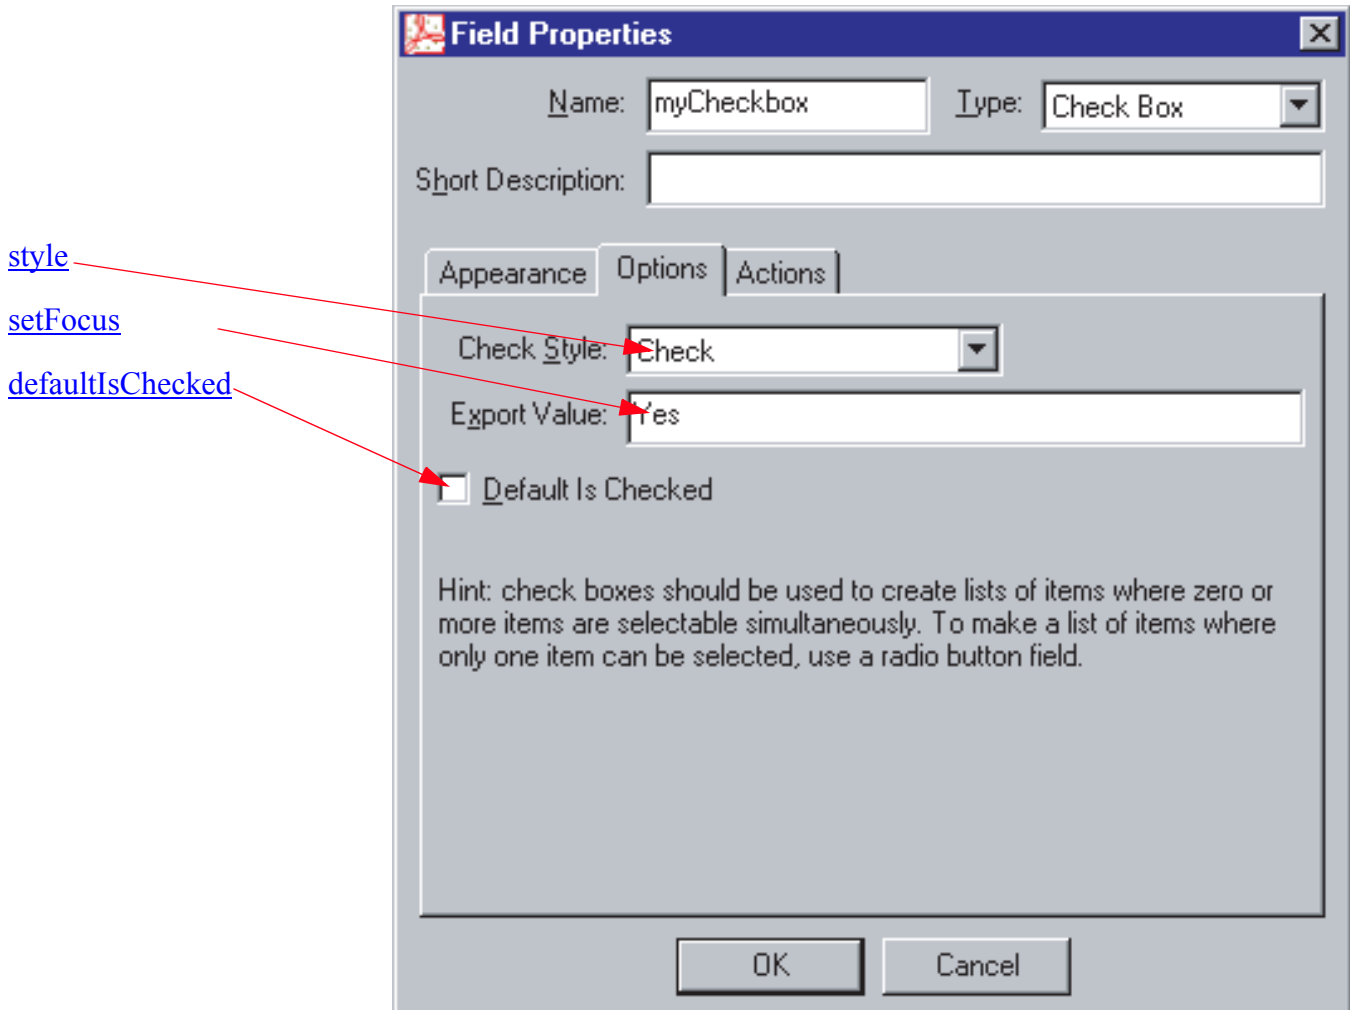 Field Properties
Name: myCheckbox Type: Check Box
Short Description:
style
Appearance Options Actions
setFocus
Check Style: Check
defaultIsChecked
Export Value: Yes
Default Is Checked
Hint: check boxes should be used to create lists of items where zero or
more items are selectable simultaneously. To make a list of items where
only one item can be selected, use a radio button field.
OK Cancel